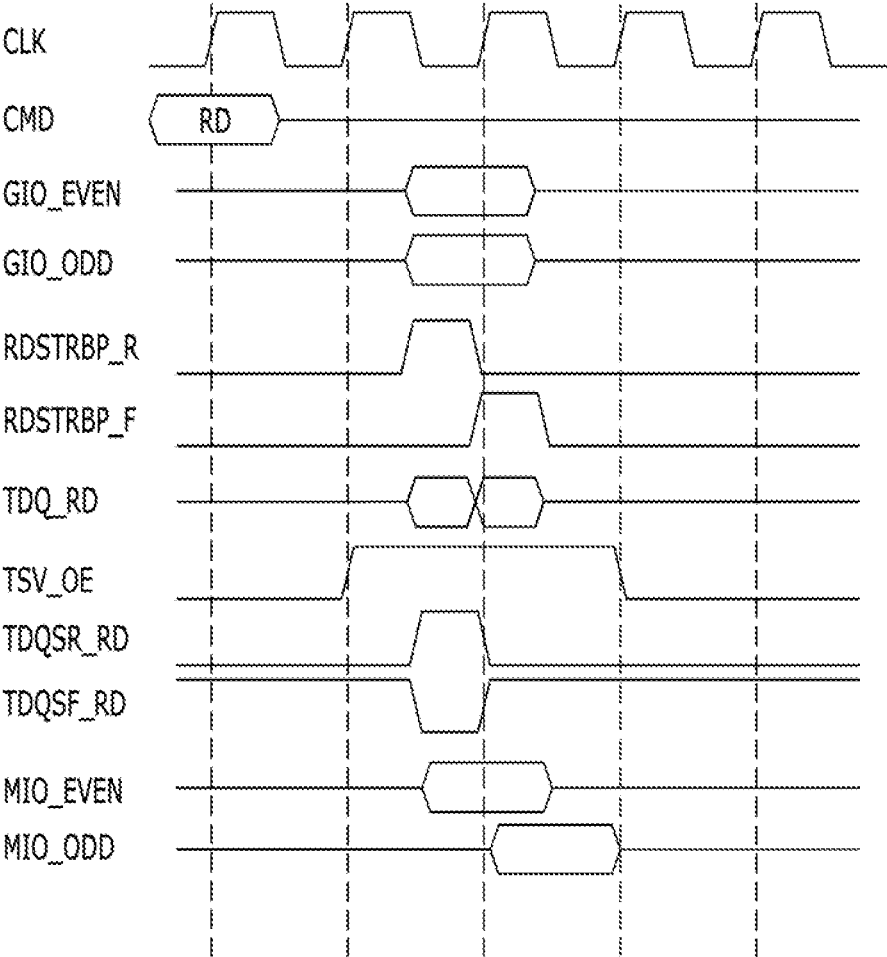 CLK
CMD
RD
GIO_EVEN
GIO_ODD
RDSTRBP_R
RDSTRBP_F
TDQ_RD
TSV_OE
TDQSR_RD
TDQSF_RD
MIO_EVEN
MIO_ODD